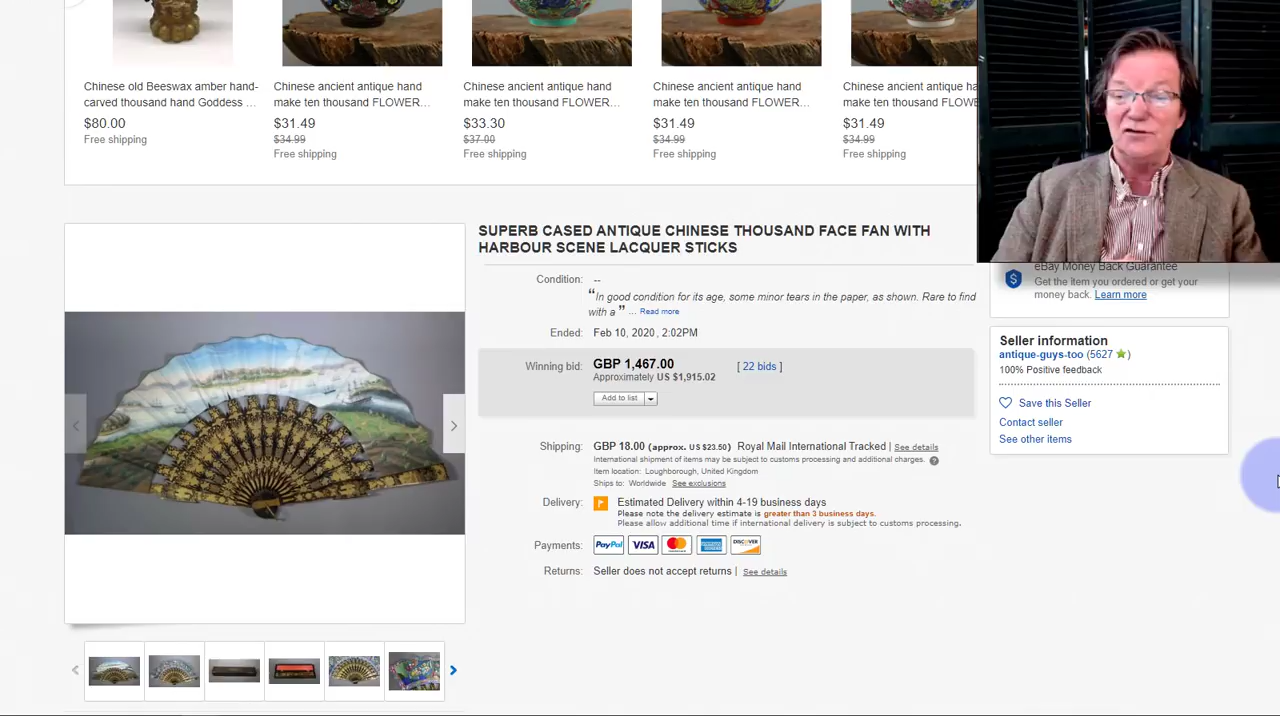 Chinese old Beeswax amber hand-
carved thousand hand Goddess ...
$80.00
Free shipping
Chinese ancient antique hand
make ten thousand FLOWER...
$31.49
$34.99
Free shipping
Chinese ancient antique hand
make ten thousand FLOWER...
$33.30
$37.00
Free shipping
Chinese ancient antique hand
make ten thousand FLOWER...
$31.49
$34.99
Free shipping
Chinese ancient antique ha
make ten thousand FLOWE
$31.49
$34.99
Free shipping
SUPERB CASED ANTIQUE CHINESE THOUSAND FACE FAN WITH
HARBOUR SCENE LACQUER STICKS
Condition: --
“In good condition for its age, some minor tears in the paper, as shown. Rare to find
with a ” ... Read more
Ended: Feb 10, 2020 , 2:02PM
Winning bid: GBP 1,467.00 [ 22 bids ]
Approximately US $1,915.02
Add to list
Shipping: GBP 18.00 (approx. US $23.50) Royal Mail International Tracked | See details
International shipment of items may be subject to customs processing and additional charges. ?
Item location: Loughborough, United Kingdom
Ships to: Worldwide See exclusions
Delivery: Estimated Delivery within 4-19 business days
Please note the delivery estimate is greater than 3 business days.
Please allow additional time if international delivery is subject to customs processing.
Payments: PayPal VISA MasterCard AMERICAN EXPRESS DISCOVER
Returns: Seller does not accept returns | See details
eBay Money Back Guarantee
Get the item you ordered or get your
money back. Learn more
Seller information
antique-guys-too (5627 )
100% Positive feedback
Save this Seller
Contact seller
See other items